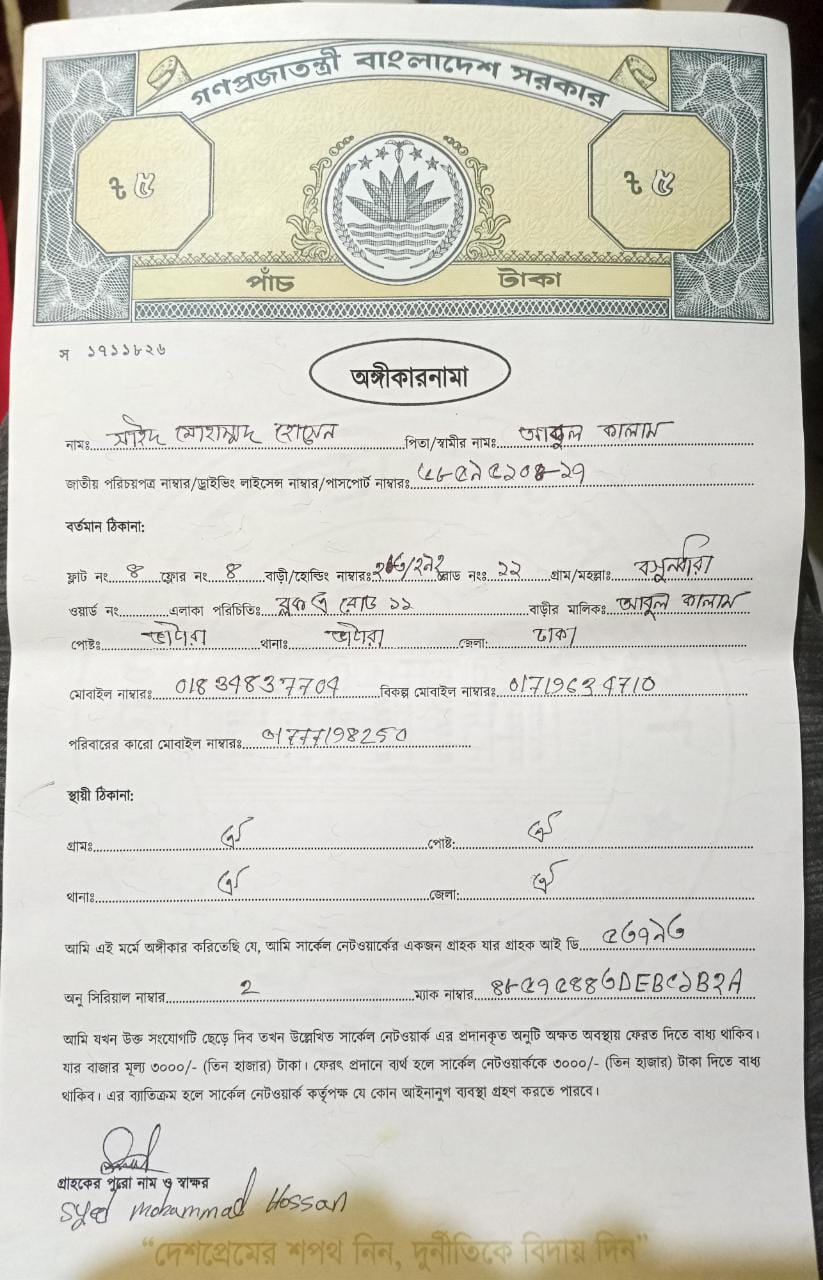 গণপ্রজাতন্ত্রী বাংলাদেশ সরকার
৳ ৫ ৳ ৫
পাঁচ টাকা
স ১৭১১৮২৬
অঙ্গীকারনামা
নামঃ সাইদ মোহাম্মদ হোসেন পিতা/স্বামীর নামঃ আবুল কালাম
জাতীয় পরিচয়পত্র নাম্বার/ড্রাইভিং লাইসেন্স নাম্বার/পাসপোর্ট নাম্বারঃ
বর্তমান ঠিকানা:
ফ্লাট নং ৪ ফ্লোর নং ৪ বাড়ী/হোল্ডিং নাম্বারঃ রোড নংঃ ২২ গ্রাম/মহল্লাঃ বসুন্ধরা
ওয়ার্ড নং এলাকা পরিচিতিঃ ব্লক রোড ১১ বাড়ীর মালিকঃ আবুল কালাম
পোষ্টঃ ভাটারা থানাঃ ভাটারা জেলা: ঢাকা
মোবাইল নাম্বারঃ 01834837704 বিকল্প মোবাইল নাম্বারঃ 01719634710
পরিবারের কারো মোবাইল নাম্বারঃ 01777198250
স্থায়ী ঠিকানা:
গ্রামঃ ঐ পোষ্ট: ঐ
থানাঃ ঐ জেলা: ঐ
আমি এই মর্মে অঙ্গীকার করিতেছি যে, আমি সার্কেল নেটওয়ার্কের একজন গ্রাহক যার গ্রাহক আই ডি ৫৬৭৯৬
অনু সিরিয়াল নাম্বার 2 ম্যাক নাম্বার ৪৮৫৭৫৪৪৬DEBC১B২A
আমি যখন উক্ত সংযোগটি ছেড়ে দিব তখন উল্লেখিত সার্কেল নেটওয়ার্ক এর প্রদানকৃত অনুটি অক্ষত অবস্থায় ফেরত দিতে বাধ্য থাকিব।
যার বাজার মূল্য ৩০০০/- (তিন হাজার) টাকা। ফেরৎ প্রদানে ব্যর্থ হলে সার্কেল নেটওয়ার্ককে ৩০০০/- (তিন হাজার) টাকা দিতে বাধ্য
থাকিব। এর ব্যতিক্রম হলে সার্কেল নেটওয়ার্ক কর্তৃপক্ষ যে কোন আইনানুগ ব্যবস্থা গ্রহণ করতে পারবে।
গ্রাহকের পুরো নাম ও স্বাক্ষর
Syed Mohammad Hossan
“দেশপ্রেমের শপথ নিন, দুর্নীতিকে বিদায় দিন”